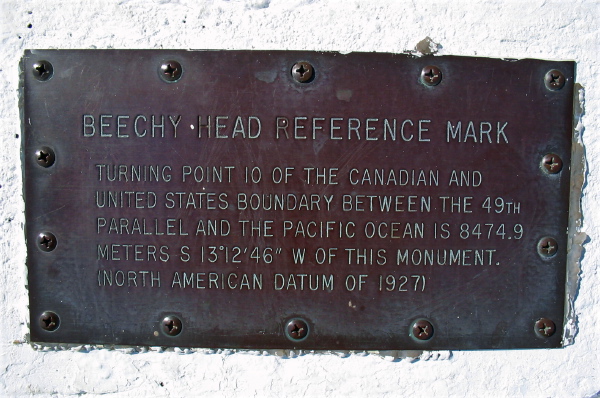 BEECHY HEAD REFERENCE MARK
TURNING POINT 10 OF THE CANADIAN AND
UNITED STATES BOUNDARY BETWEEN THE 49TH
PARALLEL AND THE PACIFIC OCEAN IS 8474.9
METERS S 13°12'46" W OF THIS MONUMENT.
(NORTH AMERICAN DATUM OF 1927)